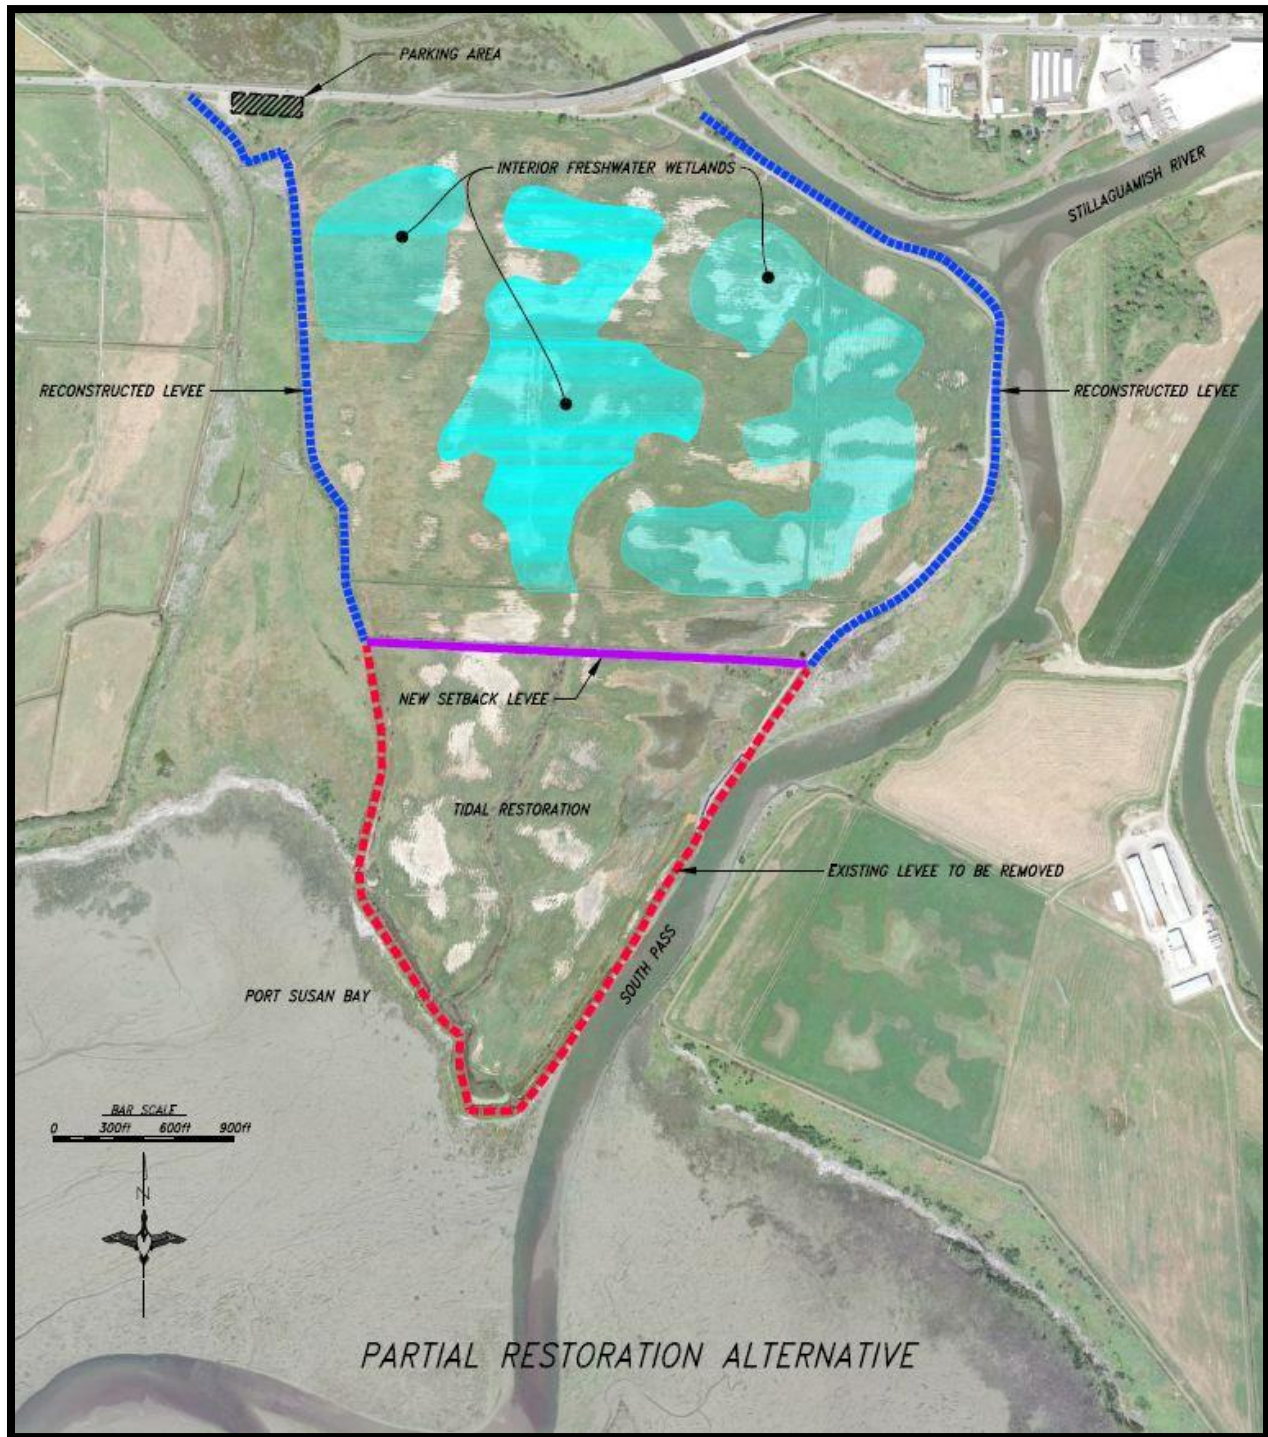 PARKING AREA
INTERIOR FRESHWATER WETLANDS
STILLAGUAMISH RIVER
RECONSTRUCTED LEVEE
RECONSTRUCTED LEVEE
NEW SETBACK LEVEE
TIDAL RESTORATION
EXISTING LEVEE TO BE REMOVED
SOUTH PASS
PORT SUSAN BAY
BAR SCALE
0 300ft 600ft 900ft
N
PARTIAL RESTORATION ALTERNATIVE